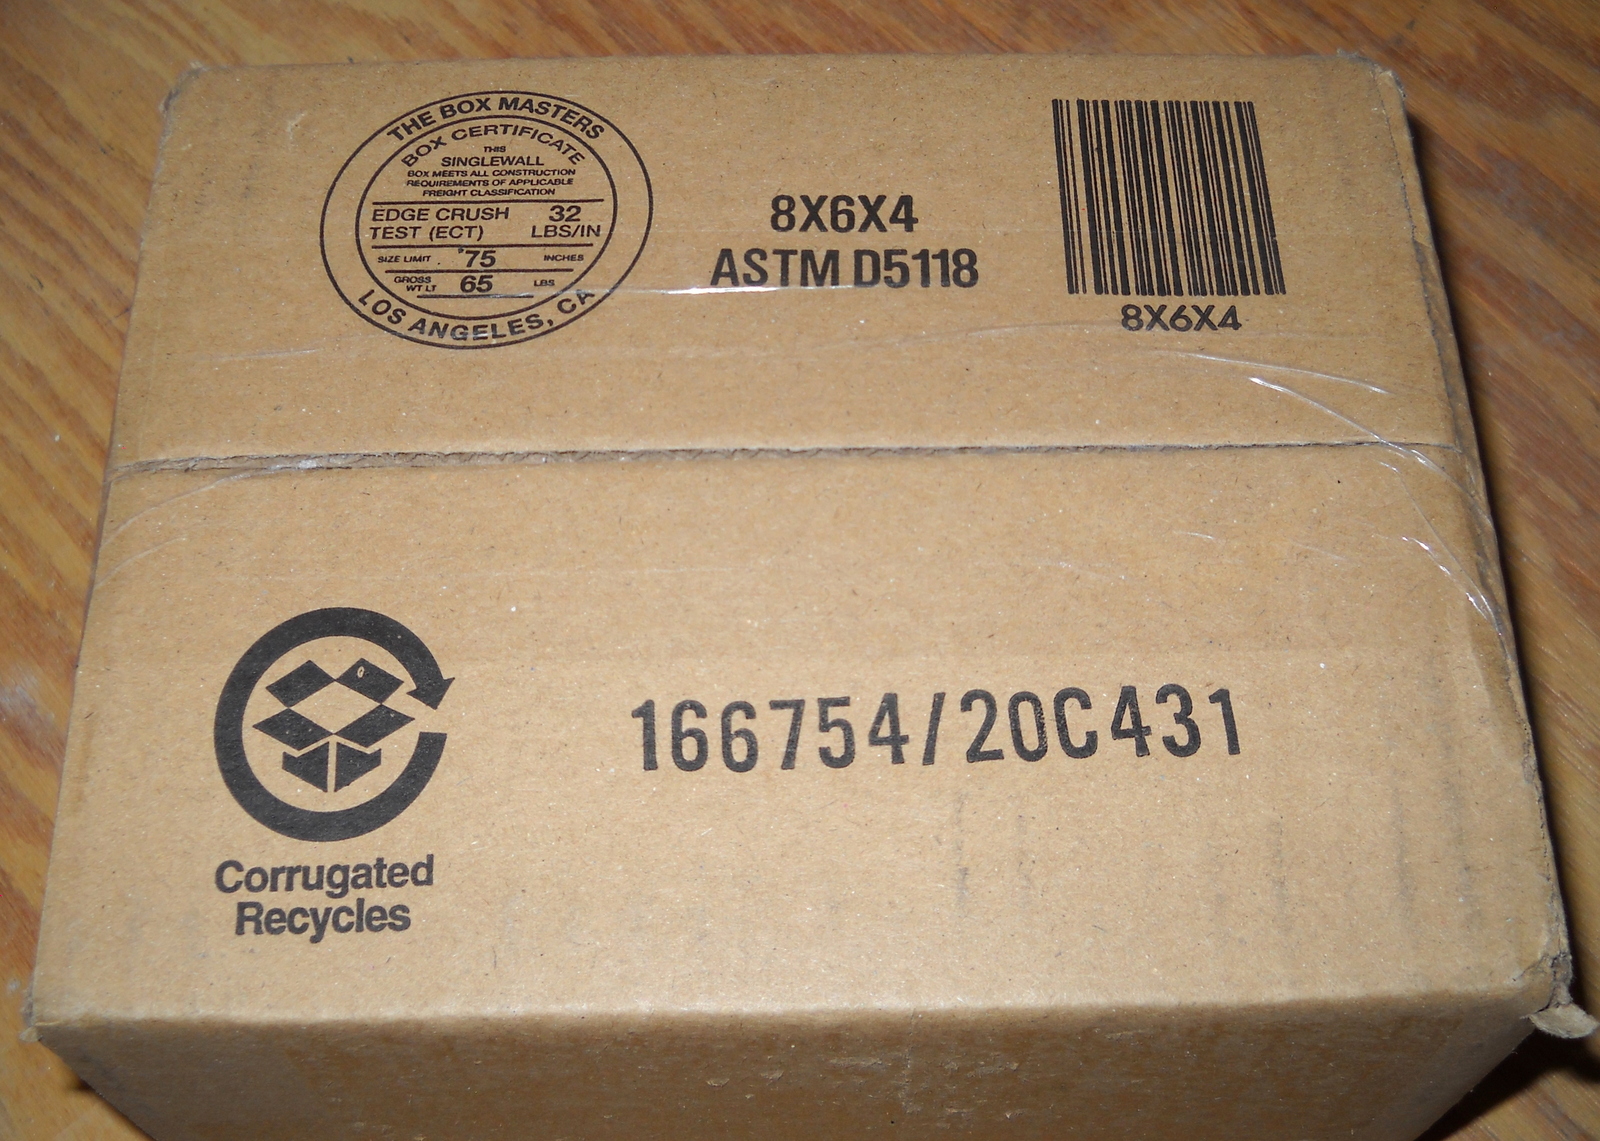 THE BOX MASTERS
BOX CERTIFICATE
THIS
SINGLEWALL
BOX MEETS ALL CONSTRUCTION
REQUIREMENTS OF APPLICABLE
FREIGHT CLASSIFICATION
EDGE CRUSH 32
TEST (ECT) LBS/IN
SIZE LIMIT 75 INCHES
GROSS
WT LT 65 LBS
LOS ANGELES, CA
8X6X4
ASTM D5118
8X6X4
166754/20C431
Corrugated
Recycles